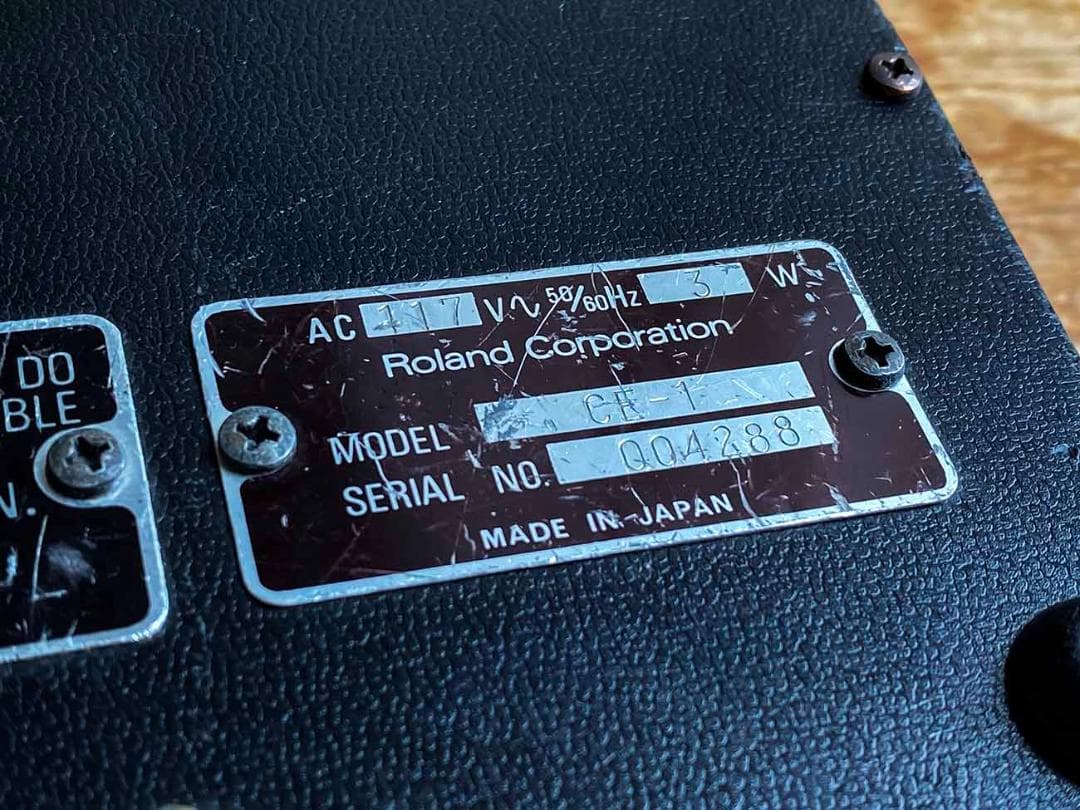 DO
BLE
N.
AC 117 V~ 50/60Hz 3 W
Roland Corporation
MODEL CE-1
SERIAL NO. 004288
MADE IN JAPAN